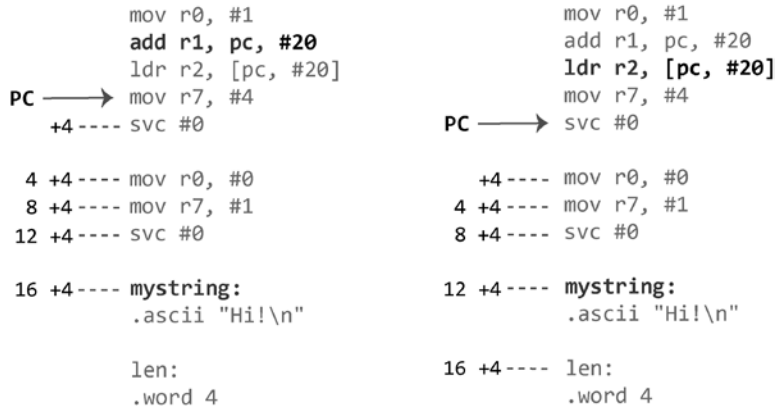 mov r0, #1
add r1, pc, #20
ldr r2, [pc, #20]
PC mov r7, #4
+4 ---- svc #0
4 +4 ---- mov r0, #0
8 +4 ---- mov r7, #1
12 +4 ---- svc #0
16 +4 ---- mystring:
.ascii "Hi!\n"
len:
.word 4
mov r0, #1
add r1, pc, #20
ldr r2, [pc, #20]
mov r7, #4
PC svc #0
+4 ---- mov r0, #0
4 +4 ---- mov r7, #1
8 +4 ---- svc #0
12 +4 ---- mystring:
.ascii "Hi!\n"
16 +4 ---- len:
.word 4